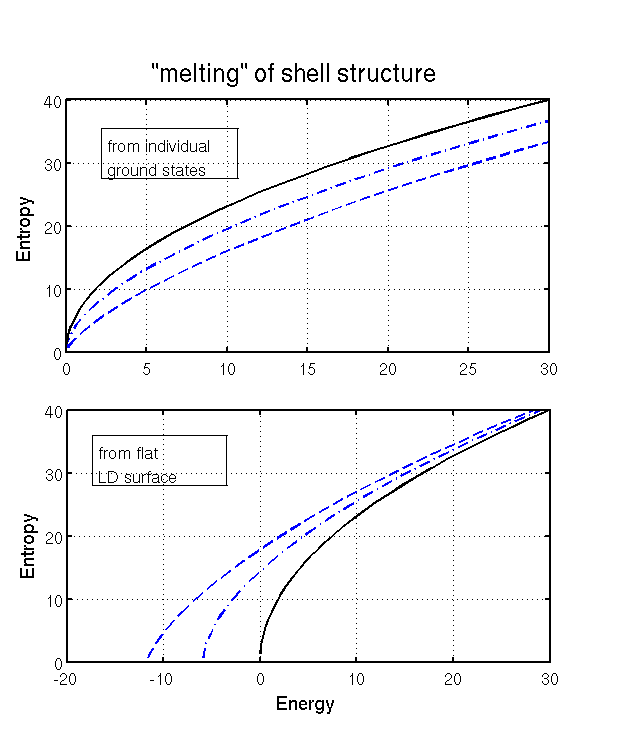 "melting" of shell structure
40
30
20
10
0
Entropy
from individual
ground states
0 5 10 15 20 25 30
40
30
20
10
0
Entropy
from flat
LD surface
-20 -10 0 10 20 30
Energy